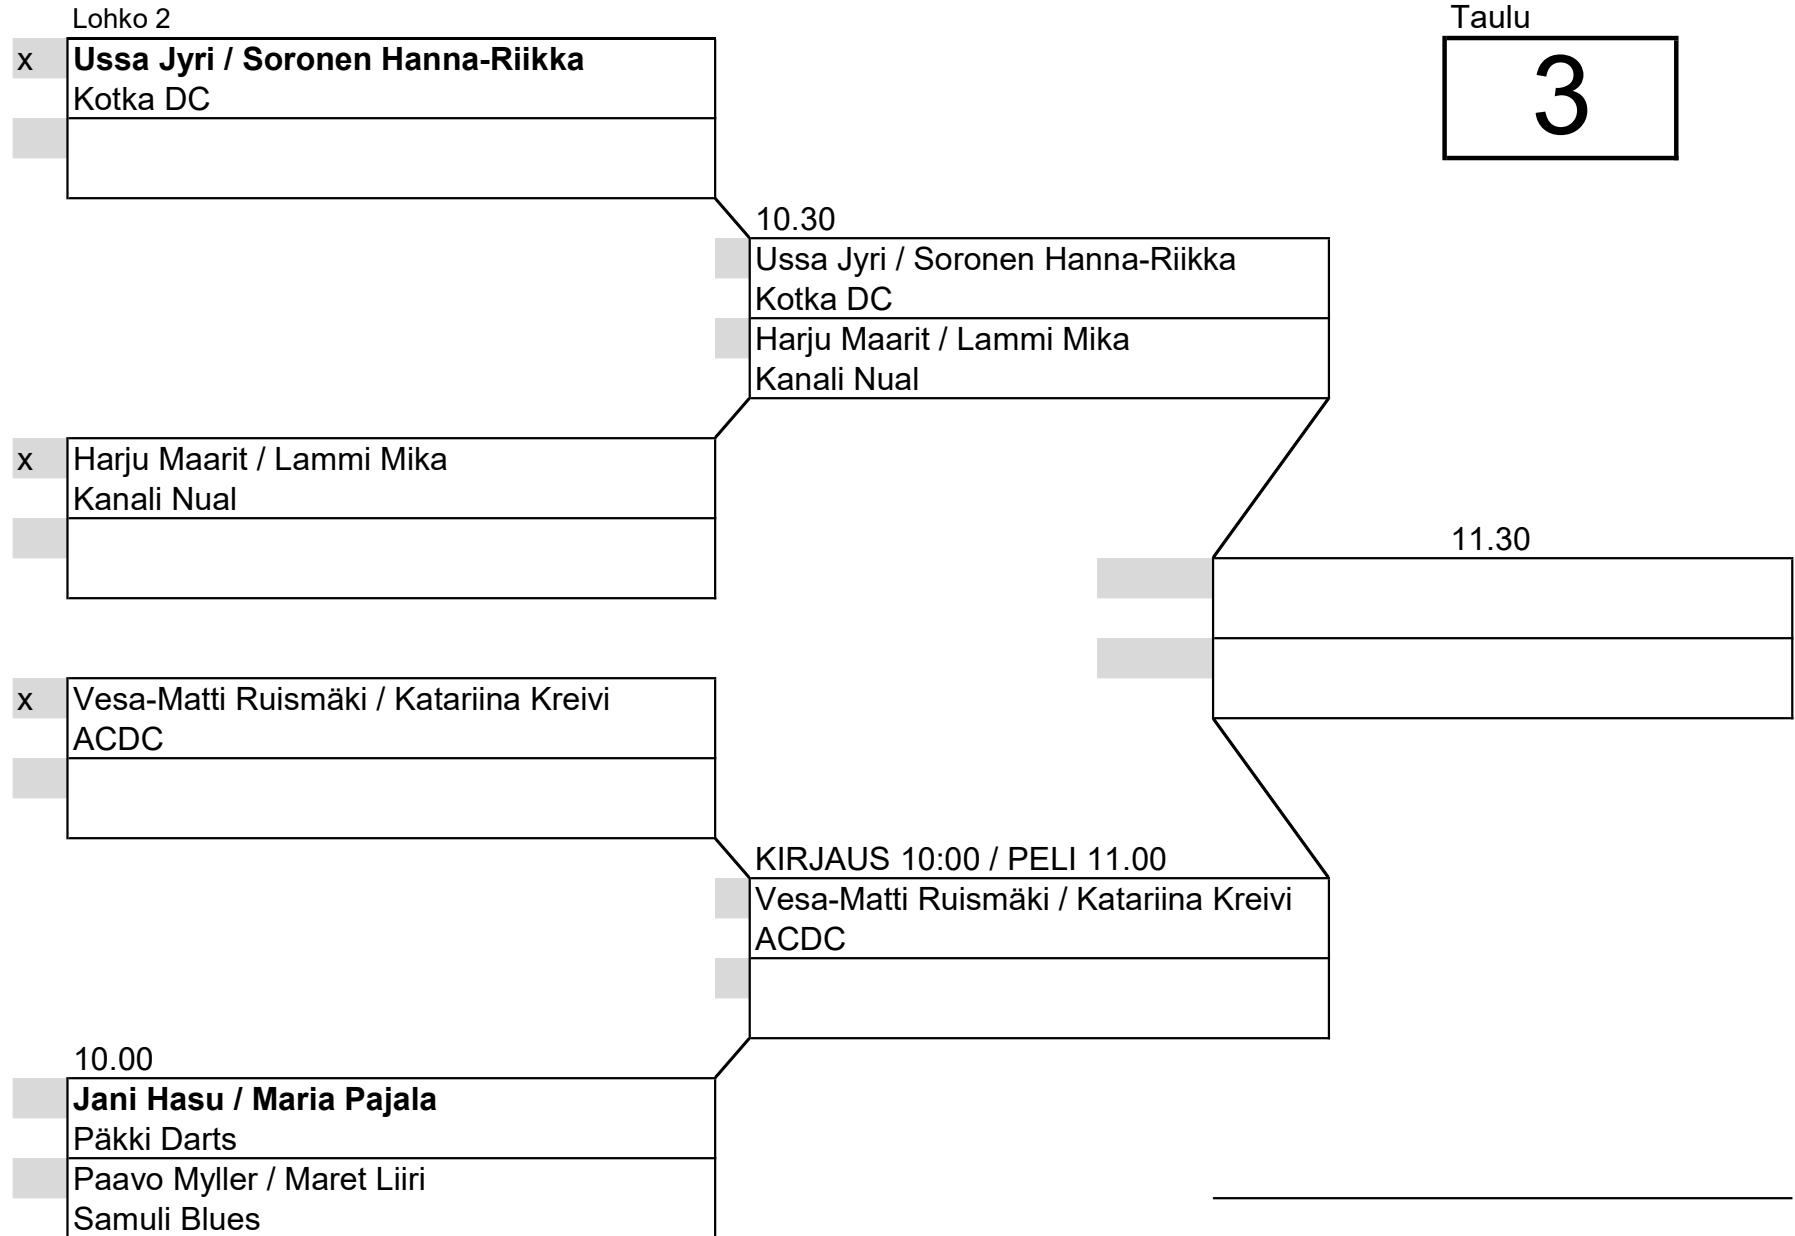 Lohko 2
Taulu
3
x Ussa Jyri / Soronen Hanna-Riikka
Kotka DC
10.30
Ussa Jyri / Soronen Hanna-Riikka
Kotka DC
Harju Maarit / Lammi Mika
Kanali Nual
x Harju Maarit / Lammi Mika
Kanali Nual
11.30
x Vesa-Matti Ruismäki / Katariina Kreivi
ACDC
KIRJAUS 10:00 / PELI 11.00
Vesa-Matti Ruismäki / Katariina Kreivi
ACDC
10.00
Jani Hasu / Maria Pajala
Päkki Darts
Paavo Myller / Maret Liiri
Samuli Blues